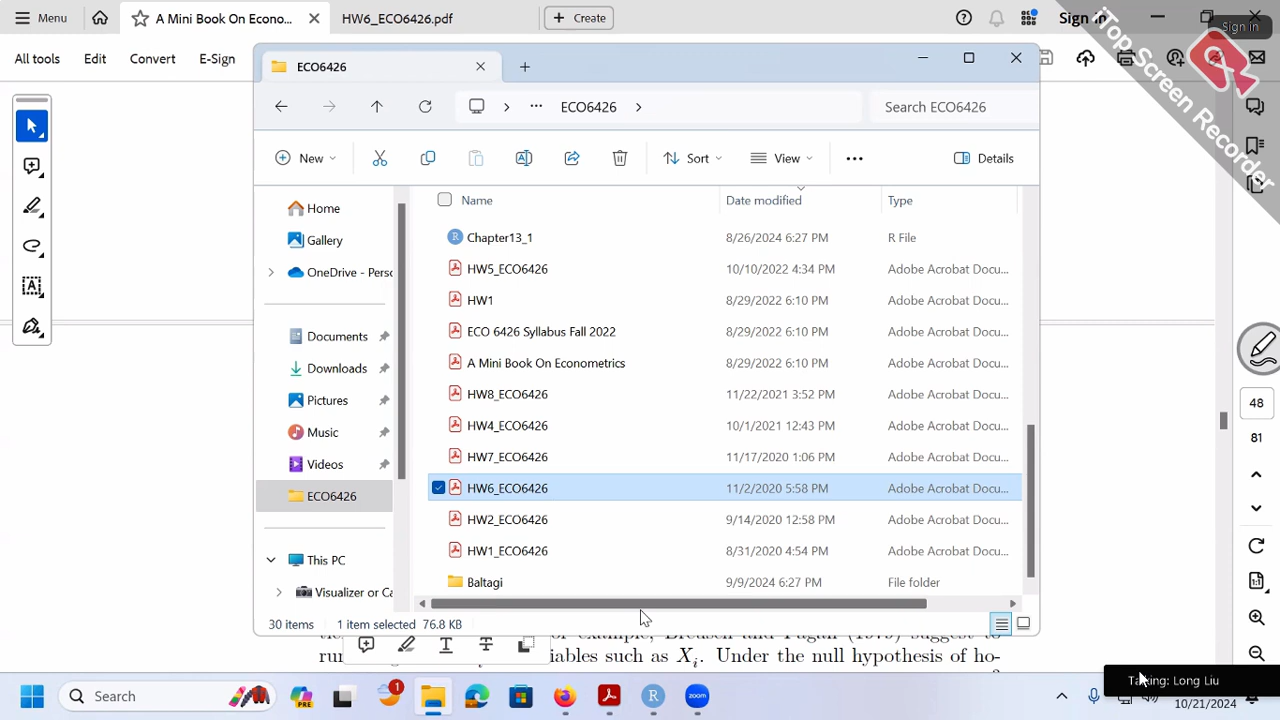 Menu
A Mini Book On Econo...
HW6_ECO6426.pdf
Create
Sign in
Sign in
All tools
Edit
Convert
E-Sign
iTop Screen Recorder
ECO6426
ECO6426
Search ECO6426
New
Sort
View
Details
Name
Date modified
Type
Home
Gallery
OneDrive - Perso
Documents
Downloads
Pictures
Music
Videos
ECO6426
This PC
Visualizer or Ca
Chapter13_1 8/26/2024 6:27 PM R File
HW5_ECO6426 10/10/2022 4:34 PM Adobe Acrobat Docu...
HW1 8/29/2022 6:10 PM Adobe Acrobat Docu...
ECO 6426 Syllabus Fall 2022 8/29/2022 6:10 PM Adobe Acrobat Docu...
A Mini Book On Econometrics 8/29/2022 6:10 PM Adobe Acrobat Docu...
HW8_ECO6426 11/22/2021 3:52 PM Adobe Acrobat Docu...
HW4_ECO6426 10/1/2021 12:43 PM Adobe Acrobat Docu...
HW7_ECO6426 11/17/2020 1:06 PM Adobe Acrobat Docu...
HW6_ECO6426 11/2/2020 5:58 PM Adobe Acrobat Docu...
HW2_ECO6426 9/14/2020 12:58 PM Adobe Acrobat Docu...
HW1_ECO6426 8/31/2020 4:54 PM Adobe Acrobat Docu...
Baltagi 9/9/2024 6:27 PM File folder
30 items 1 item selected 76.8 KB
48
81
1:1
iables such as Xi. Under the null hypothesis of ho-
Talking: Long Liu
Search
PRE
1
R
zoom
10/21/2024